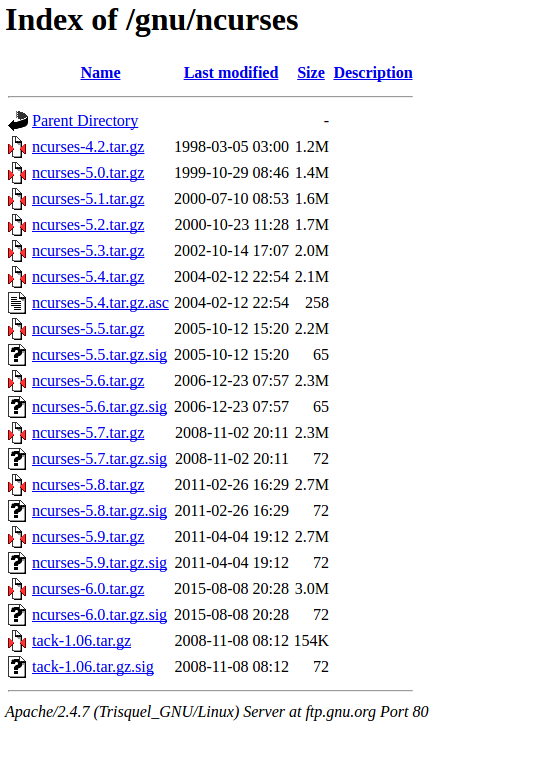 Index of /gnu/ncurses
Name Last modified Size Description
Parent Directory -
ncurses-4.2.tar.gz 1998-03-05 03:00 1.2M
ncurses-5.0.tar.gz 1999-10-29 08:46 1.4M
ncurses-5.1.tar.gz 2000-07-10 08:53 1.6M
ncurses-5.2.tar.gz 2000-10-23 11:28 1.7M
ncurses-5.3.tar.gz 2002-10-14 17:07 2.0M
ncurses-5.4.tar.gz 2004-02-12 22:54 2.1M
ncurses-5.4.tar.gz.asc 2004-02-12 22:54 258
ncurses-5.5.tar.gz 2005-10-12 15:20 2.2M
ncurses-5.5.tar.gz.sig 2005-10-12 15:20 65
ncurses-5.6.tar.gz 2006-12-23 07:57 2.3M
ncurses-5.6.tar.gz.sig 2006-12-23 07:57 65
ncurses-5.7.tar.gz 2008-11-02 20:11 2.3M
ncurses-5.7.tar.gz.sig 2008-11-02 20:11 72
ncurses-5.8.tar.gz 2011-02-26 16:29 2.7M
ncurses-5.8.tar.gz.sig 2011-02-26 16:29 72
ncurses-5.9.tar.gz 2011-04-04 19:12 2.7M
ncurses-5.9.tar.gz.sig 2011-04-04 19:12 72
ncurses-6.0.tar.gz 2015-08-08 20:28 3.0M
ncurses-6.0.tar.gz.sig 2015-08-08 20:28 72
tack-1.06.tar.gz 2008-11-08 08:12 154K
tack-1.06.tar.gz.sig 2008-11-08 08:12 72
Apache/2.4.7 (Trisquel_GNU/Linux) Server at ftp.gnu.org Port 80